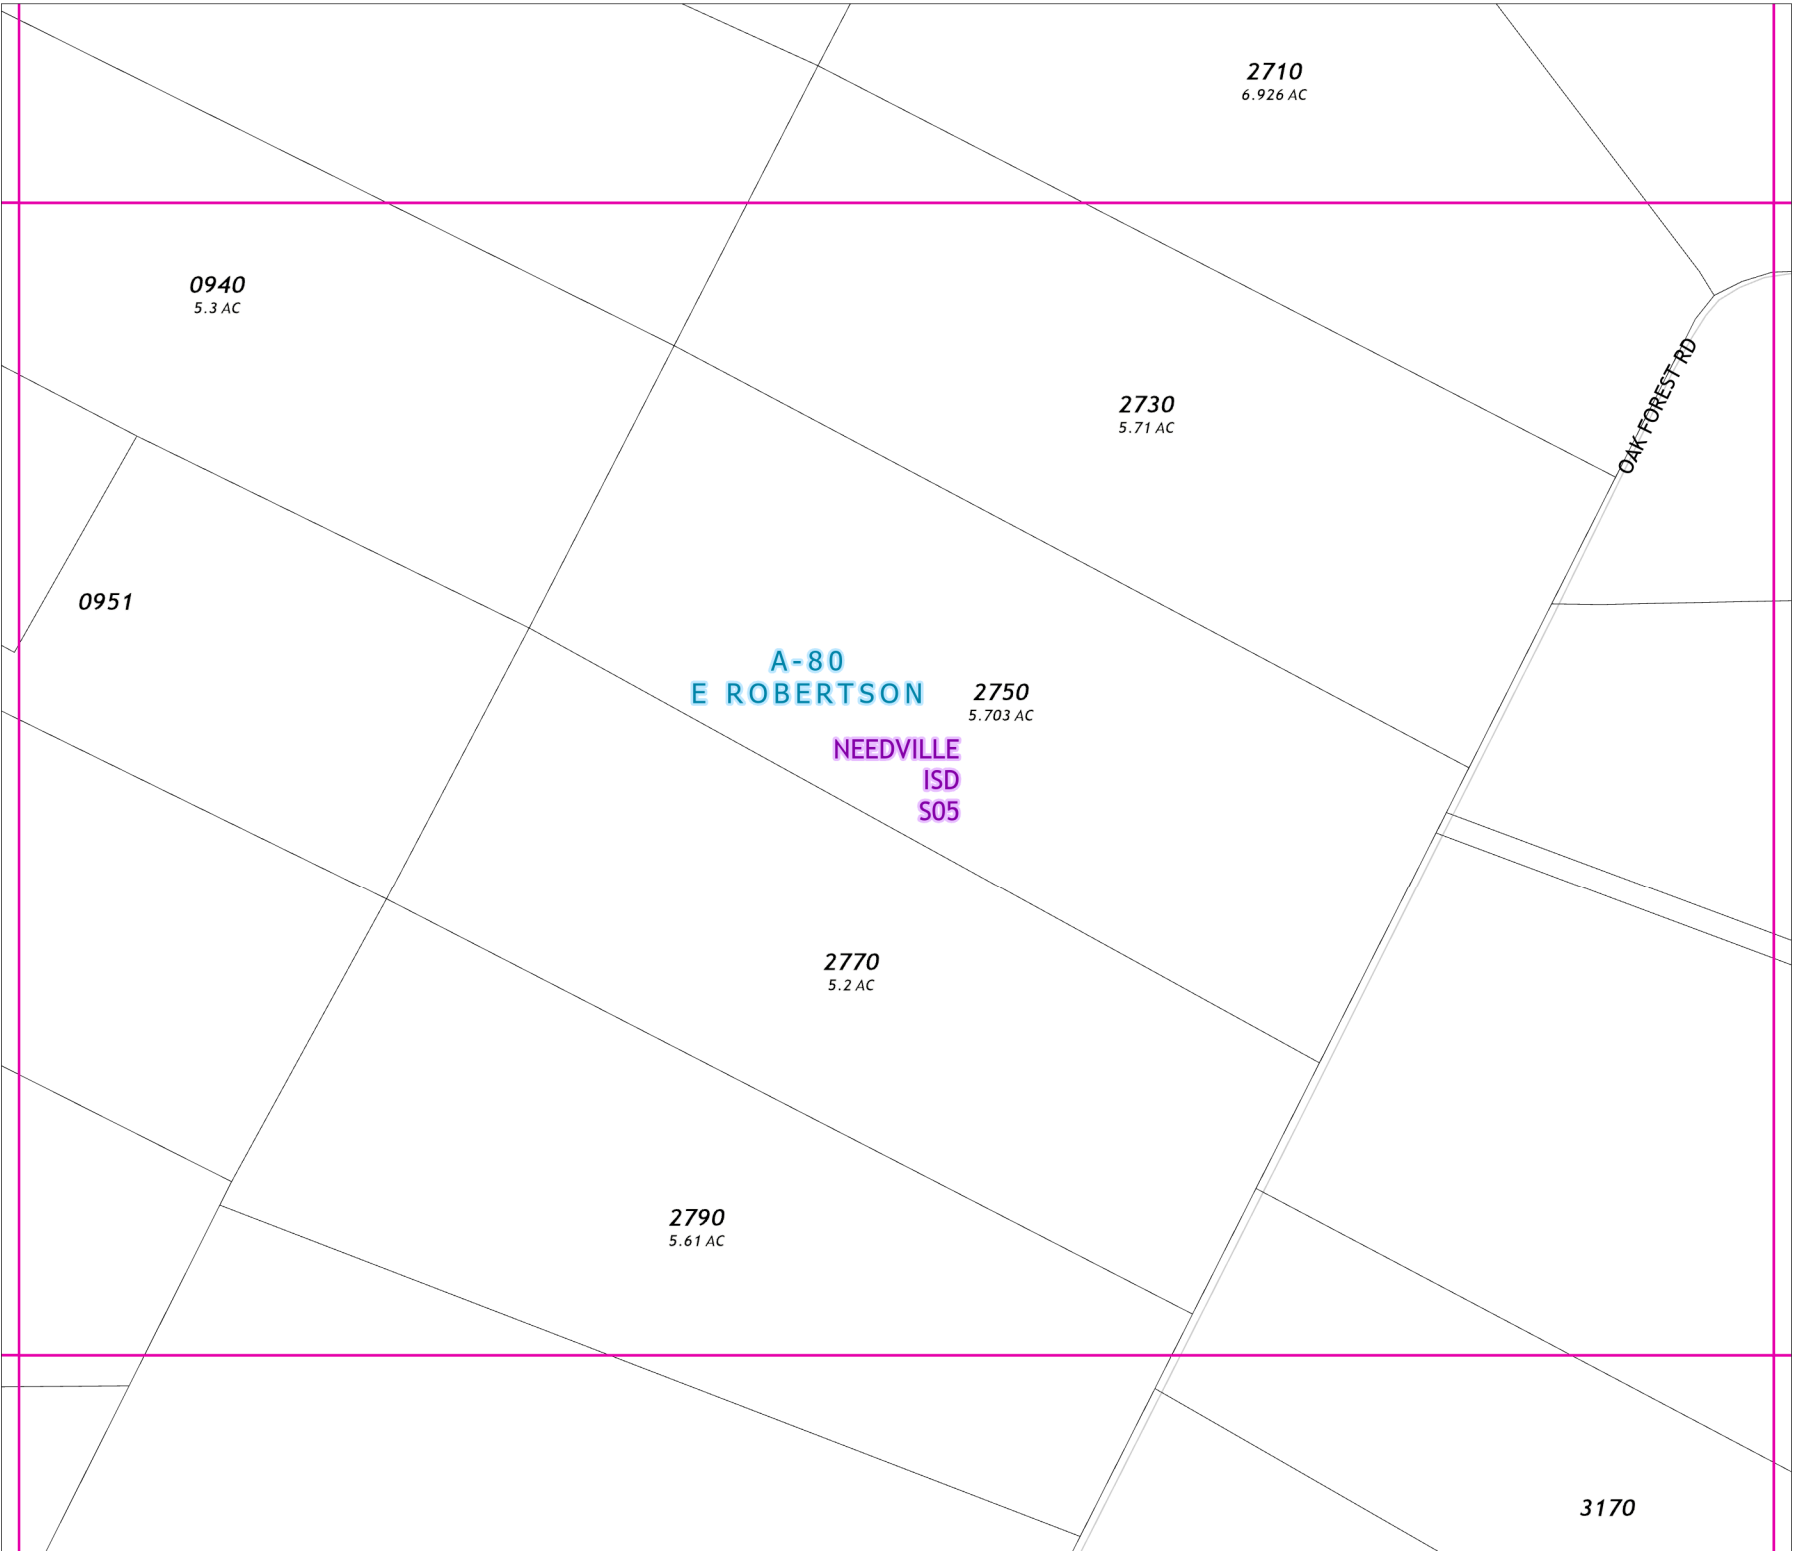 2710
6.926 AC
0940
5.3 AC
OAK FOREST RD
2730
5.71 AC
0951
A-80
E ROBERTSON
2750
5.703 AC
NEEDVILLE
ISD
S05
2770
5.2 AC
2790
5.61 AC
3170